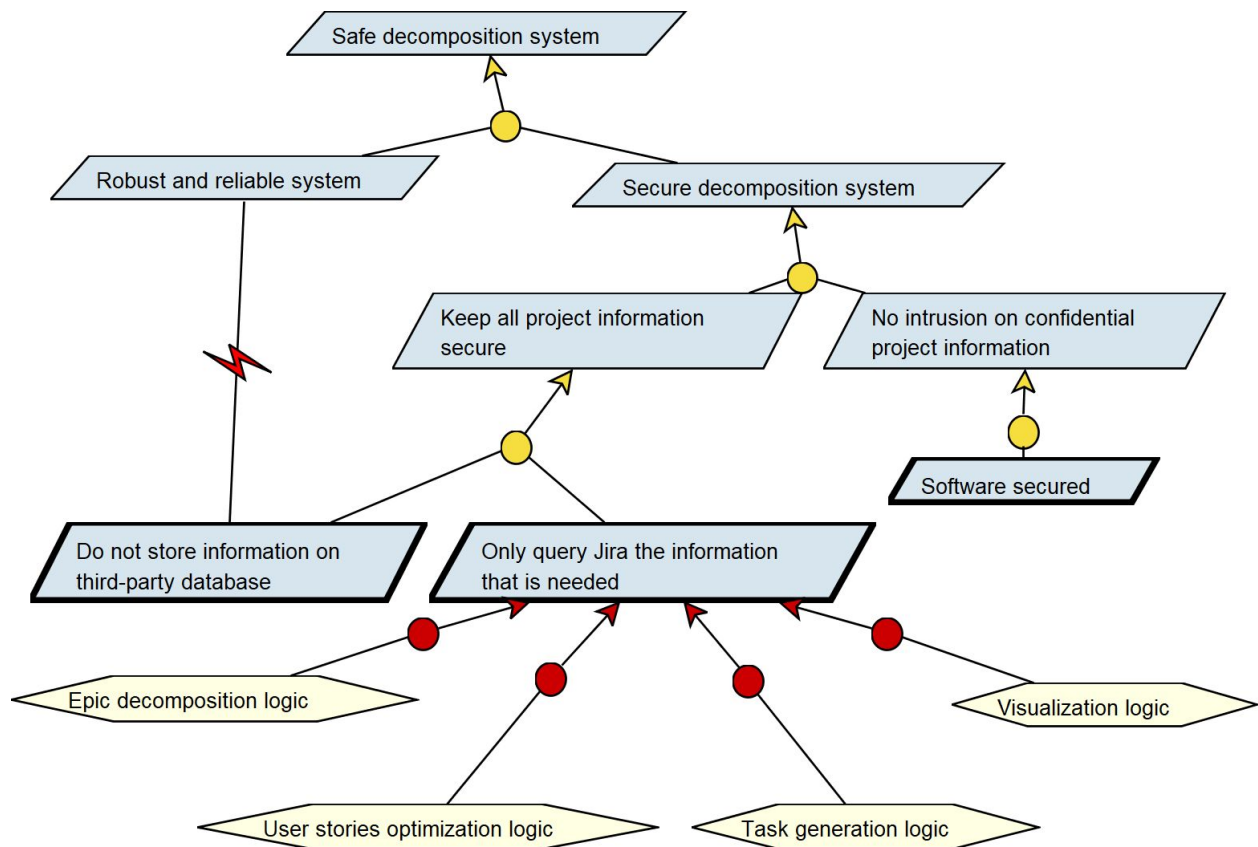 Safe decomposition system
Robust and reliable system
Secure decomposition system
Keep all project information
secure
No intrusion on confidential
project information
Software secured
Do not store information on
third-party database
Only query Jira the information
that is needed
Epic decomposition logic
Visualization logic
User stories optimization logic
Task generation logic